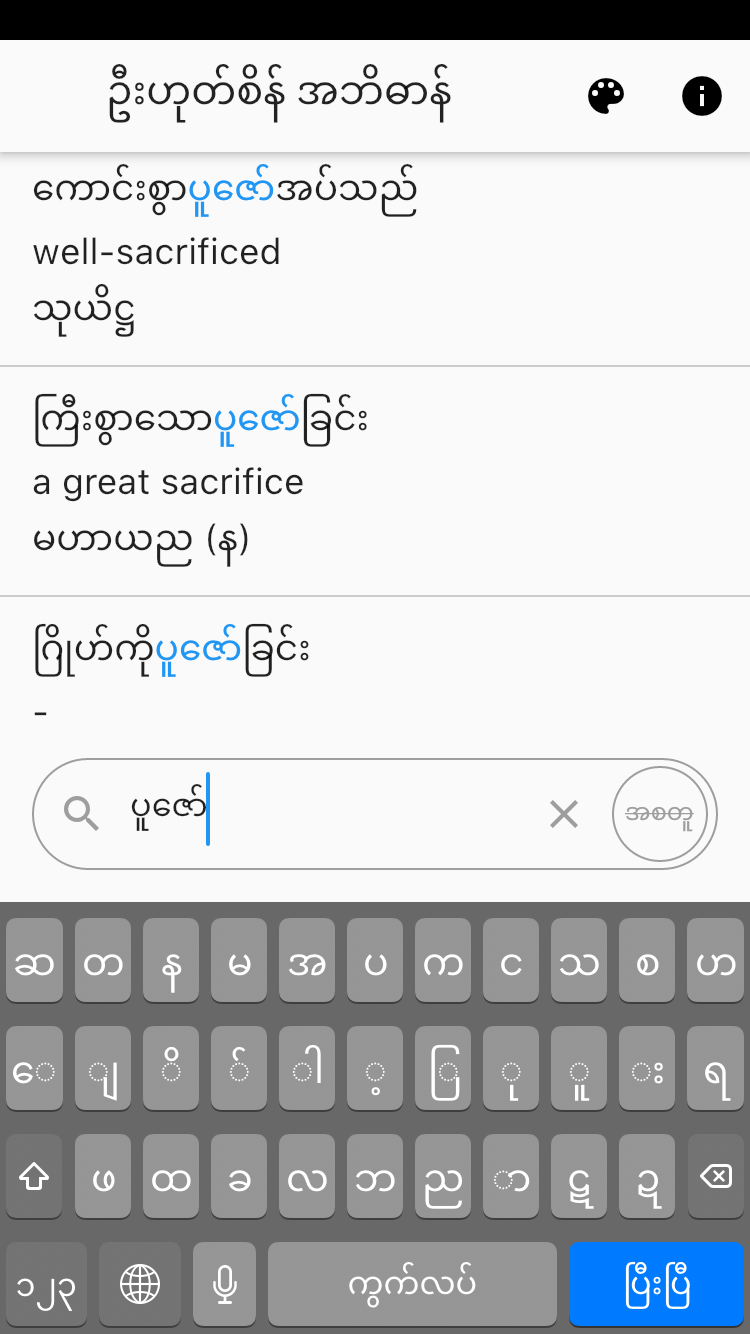 ဦးဟုတ်စိန် အဘိဓာန်
ကောင်းစွာပူဇော်အပ်သည်
well-sacrificed
သုယိဋ္ဌ
ကြီးစွာသောပူဇော်ခြင်း
a great sacrifice
မဟာယည (န)
ဂြိုဟ်ကိုပူဇော်ခြင်း
-
ပူဇော် အစတူ
ဆ တ န မ အ ပ က င သ စ ဟ
ေ ျ ိ ် ါ ့ ြ ု ူ း ရ
ဖ ထ ခ လ ဘ ည ာ ဋ ဍ
၁၂၃ ကွက်လပ် ပြီးပြီ